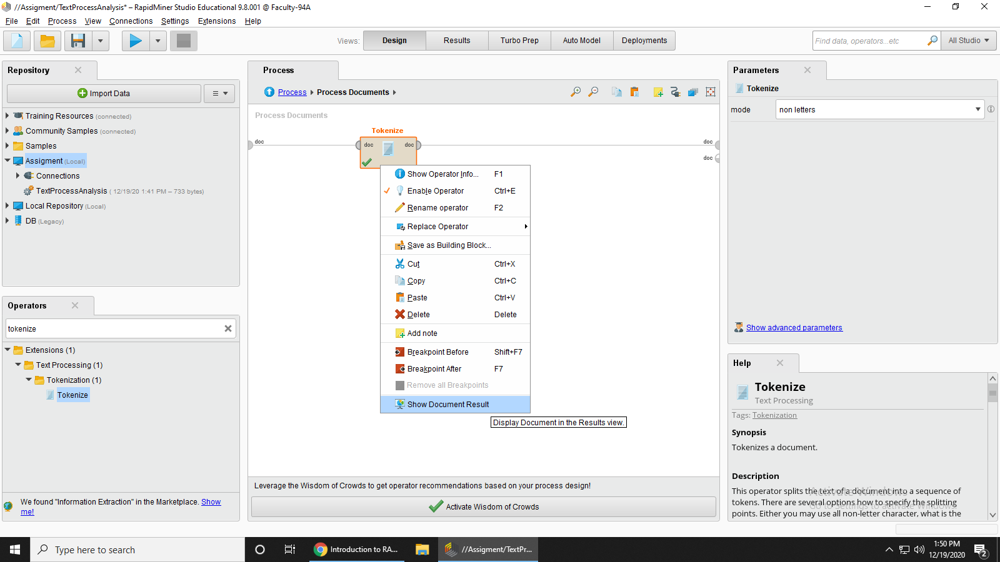 //Assigment/TextProcessAnalysis* – RapidMiner Studio Educational 9.8.001 @ Faculty-94A
File Edit Process View Connections Settings Extensions Help
Views: Design Results Turbo Prep Auto Model Deployments
Find data, operators...etc
All Studio
Repository
Import Data
Training Resources (connected)
Community Samples (connected)
Samples
Assigment (Local)
Connections
TextProcessAnalysis ( 12/19/20 1:41 PM – 733 bytes)
Local Repository (Local)
DB (Legacy)
Operators
tokenize
Extensions (1)
Text Processing (1)
Tokenization (1)
Tokenize
We found "Information Extraction" in the Marketplace. Show
me!
Process
Process Process Documents
Process Documents
Tokenize
doc doc doc doc
doc
Show Operator Info... F1
Enable Operator Ctrl+E
Rename operator F2
Replace Operator
Save as Building Block...
Cut Ctrl+X
Copy Ctrl+C
Paste Ctrl+V
Delete Delete
Add note
Breakpoint Before Shift+F7
Breakpoint After F7
Remove all Breakpoints
Show Document Result
Display Document in the Results view.
Leverage the Wisdom of Crowds to get operator recommendations based on your process design!
Activate Wisdom of Crowds
Parameters
Tokenize
mode non letters
Show advanced parameters
Help
Tokenize
Text Processing
Tags: Tokenization
Synopsis
Tokenizes a document.
Description
This operator splits the text of a document into a sequence of
tokens. There are several options how to specify the splitting
points. Either you may use all non-letter character, what is the
Activate Windows
Go to Settings to activate Windows.
Type here to search
Introduction to RA...
//Assigment/TextPr...
1:50 PM
12/19/2020
2